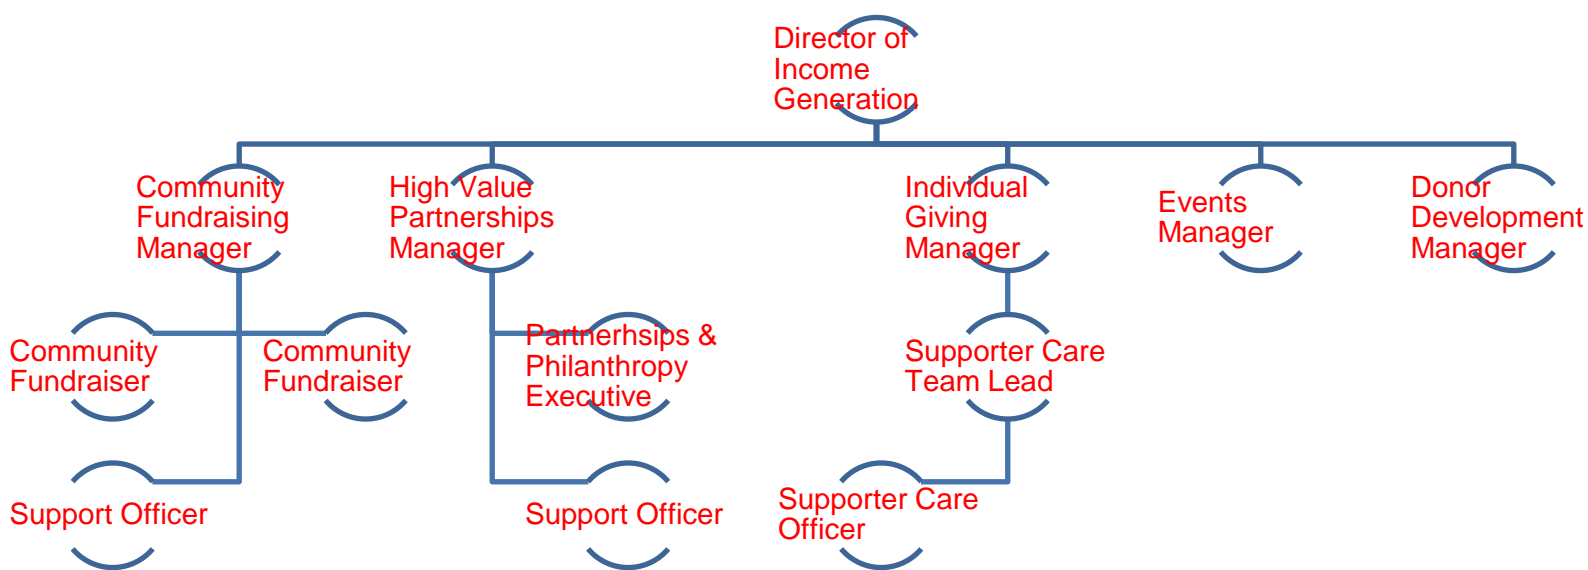 Director of
Income
Generation
Community
Fundraising
Manager
High Value
Partnerships
Manager
Individual
Giving
Manager
Events
Manager
Donor
Development
Manager
Community
Fundraiser
Community
Fundraiser
Partnerhsips &
Philanthropy
Executive
Supporter Care
Team Lead
Support Officer
Support Officer
Supporter Care
Officer